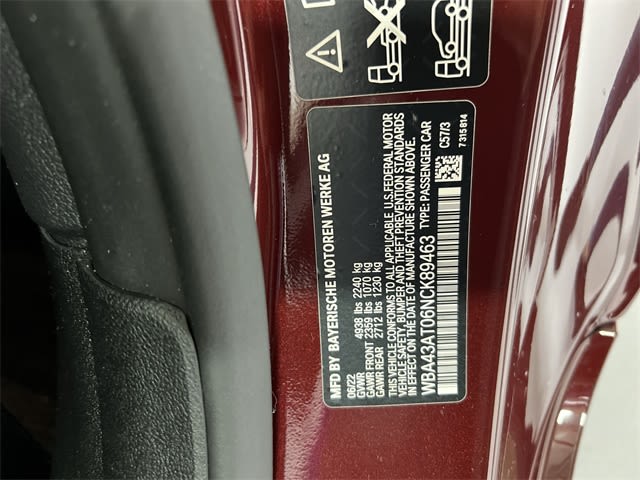 MFD BY BAYERISCHE MOTOREN WERKE AG
06/22
GVWR 4938 lbs 2240 kg
GAWR FRONT 2359 lbs 1070 kg
GAWR REAR 2712 lbs 1230 kg
THIS VEHICLE CONFORMS TO ALL APPLICABLE U.S.FEDERAL MOTOR
VEHICLE SAFETY, BUMPER AND THEFT PREVENTION STANDARDS
IN EFFECT ON THE DATE OF MANUFACTURE SHOWN ABOVE.
WBA43AT06NCK89463 TYPE: PASSENGER CAR
C57/3
7 315 814